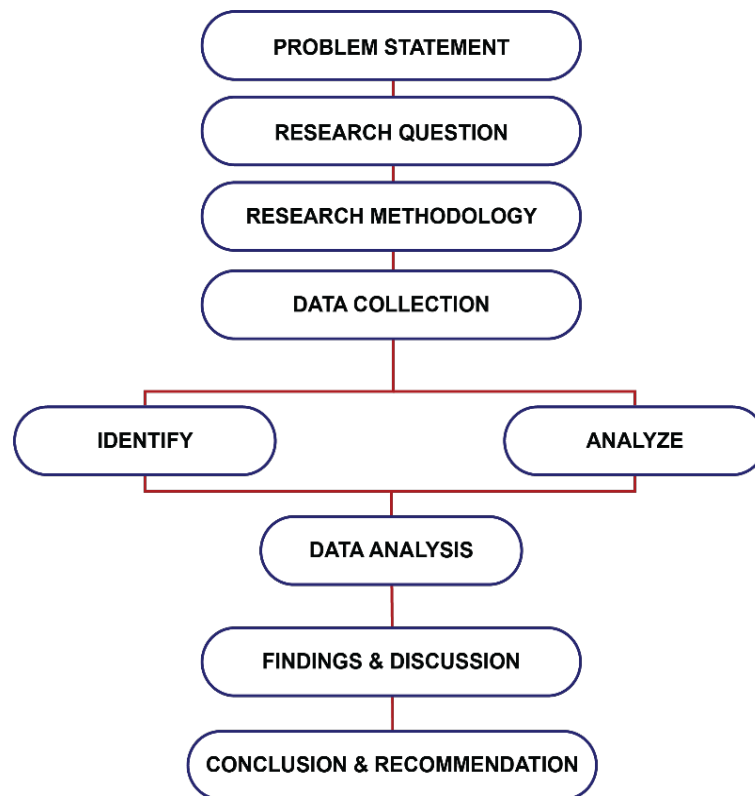 PROBLEM STATEMENT
RESEARCH QUESTION
RESEARCH METHODOLOGY
DATA COLLECTION
IDENTIFY
ANALYZE
DATA ANALYSIS
FINDINGS & DISCUSSION
CONCLUSION & RECOMMENDATION